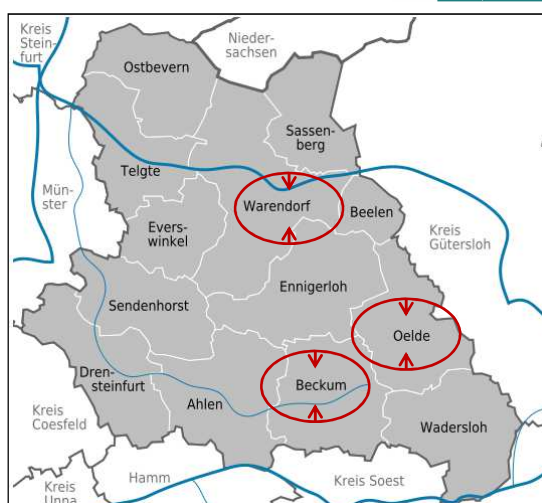 Kreis
Stein-
furt
Nieder-
sachsen
Ostbevern
Sassen-
berg
Telgte
Mün-
ster
Warendorf
Beelen
Evers-
winkel
Kreis
Gütersloh
Ennigerloh
Sendenhorst
Oelde
Dren-
steinfurt
Beckum
Ahlen
Kreis
Coesfeld
Wadersloh
Hamm
Kreis Soest
Kreis
Unna